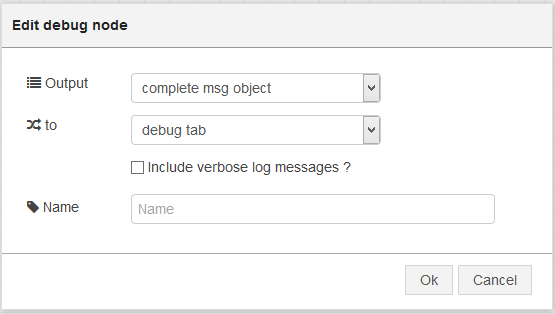 Edit debug node
Output complete msg object
to debug tab
Include verbose log messages ?
Name Name
Ok Cancel